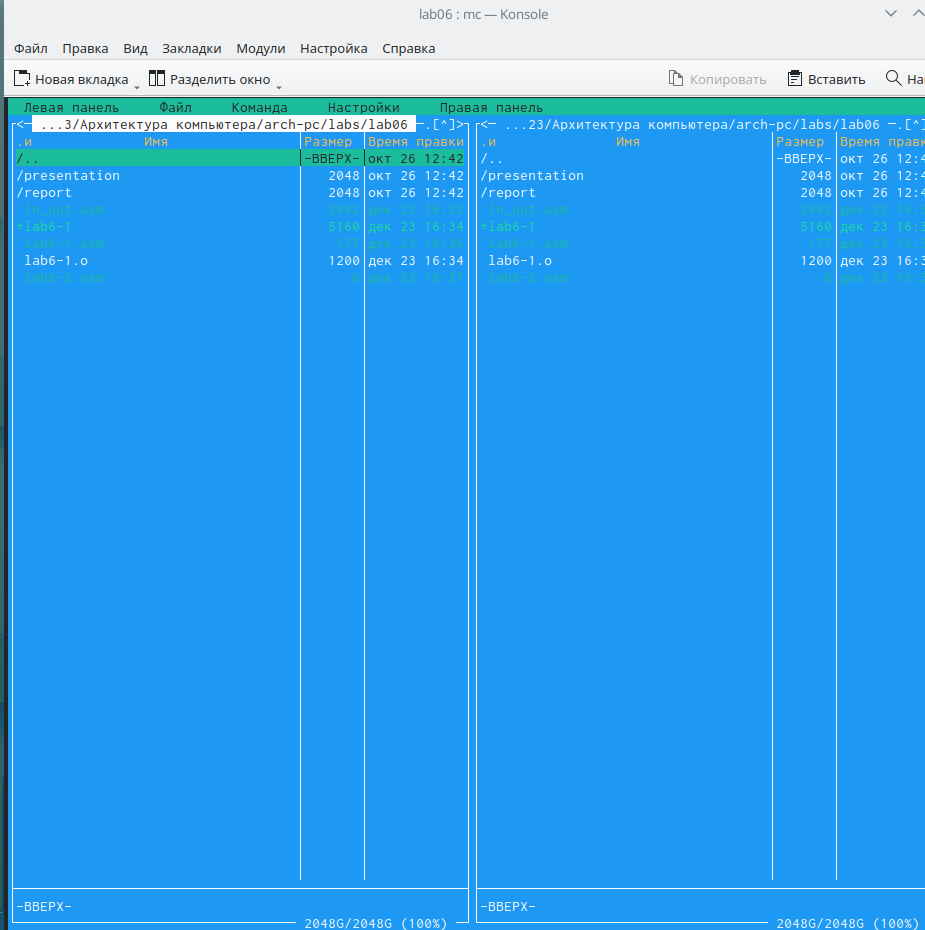 lab06 : mc — Konsole
Файл Правка Вид Закладки Модули Настройка Справка
Новая вкладка Разделить окно Копировать Вставить
Левая панель Файл Команда Настройки Правая панель
<─ ...3/Архитектура компьютера/arch-pc/labs/lab06 ─.[^]>┐ <─ ...23/Архитектура компьютера/arch-pc/labs/lab06 ─.[^]
.и Имя Размер Время правки .и Имя Размер Время правк
/.. -ВВЕРХ- окт 26 12:42 /.. -ВВЕРХ- окт 26 12:4
/presentation 2048 окт 26 12:42 /presentation 2048 окт 26 12:4
/report 2048 окт 26 12:42 /report 2048 окт 26 12:4
in_out.asm 3942 дек 23 16:33 in_out.asm 3942 дек 23 16:3
*lab6-1 5160 дек 23 16:34 *lab6-1 5160 дек 23 16:3
lab6-1.asm 177 дек 23 16:36 lab6-1.asm 177 дек 23 16:3
lab6-1.o 1200 дек 23 16:34 lab6-1.o 1200 дек 23 16:3
lab6-2.asm 0 дек 23 16:37 lab6-2.asm 0 дек 23 16:3
-ВВЕРХ- -ВВЕРХ-
2048G/2048G (100%) 2048G/2048G (100%)